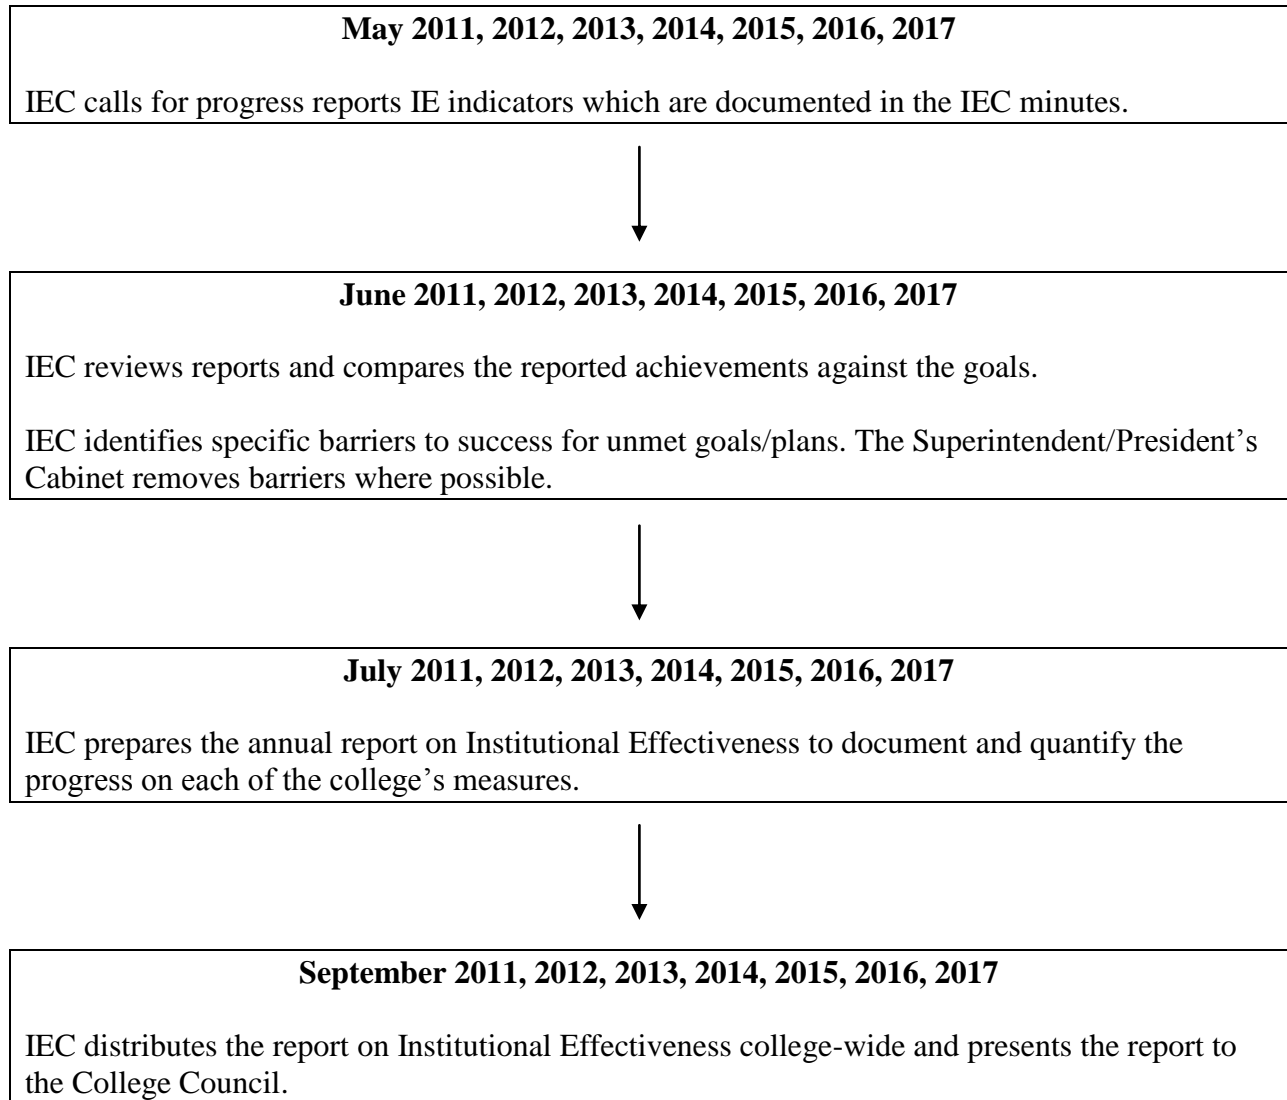 May 2011, 2012, 2013, 2014, 2015, 2016, 2017
IEC calls for progress reports IE indicators which are documented in the IEC minutes.
June 2011, 2012, 2013, 2014, 2015, 2016, 2017
IEC reviews reports and compares the reported achievements against the goals.
IEC identifies specific barriers to success for unmet goals/plans. The Superintendent/President’s
Cabinet removes barriers where possible.
July 2011, 2012, 2013, 2014, 2015, 2016, 2017
IEC prepares the annual report on Institutional Effectiveness to document and quantify the
progress on each of the college’s measures.
September 2011, 2012, 2013, 2014, 2015, 2016, 2017
IEC distributes the report on Institutional Effectiveness college-wide and presents the report to
the College Council.